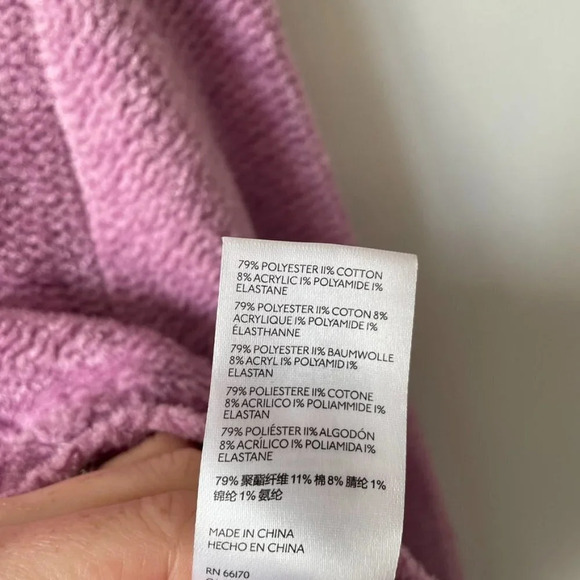 79% POLYESTER 11% COTTON
8% ACRYLIC 1% POLYAMIDE 1%
ELASTANE
79% POLYESTER 11% COTON 8%
ACRYLIQUE 1% POLYAMIDE 1%
ÉLASTHANNE
79% POLYESTER 11% BAUMWOLLE
8% ACRYL 1% POLYAMID 1%
ELASTAN
79% POLIESTERE 11% COTONE
8% ACRILICO 1% POLIAMMIDE 1%
ELASTAN
79% POLIÉSTER 11% ALGODÓN
8% ACRÍLICO 1% POLIAMIDA 1%
ELASTANE
79% 聚酯纤维 11% 棉 8% 腈纶 1%
锦纶 1% 氨纶
MADE IN CHINA
HECHO EN CHINA
RN 66170